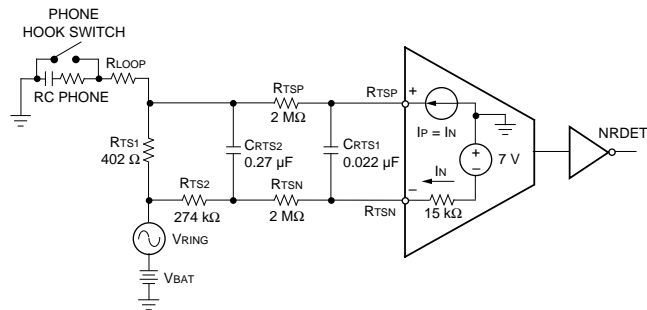 PHONE
HOOK SWITCH
RLOOP
RC PHONE
RTS1
402 Ω
RTSP
2 MΩ
CRTS2
0.27 µF
CRTS1
0.022 µF
RTS2
274 kΩ
RTSN
2 MΩ
VRING
VBAT
RTSP
+
IP = IN
+
–
7 V
IN
–
RTSN
15 kΩ
NRDET